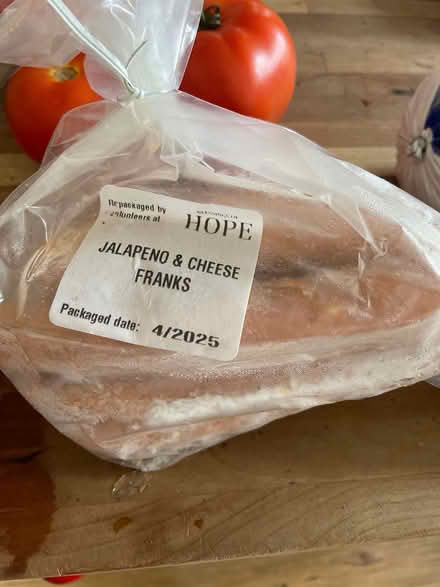 Repackaged by
volunteers at
HOPE
JALAPENO & CHEESE
FRANKS
Packaged date: 4/2025